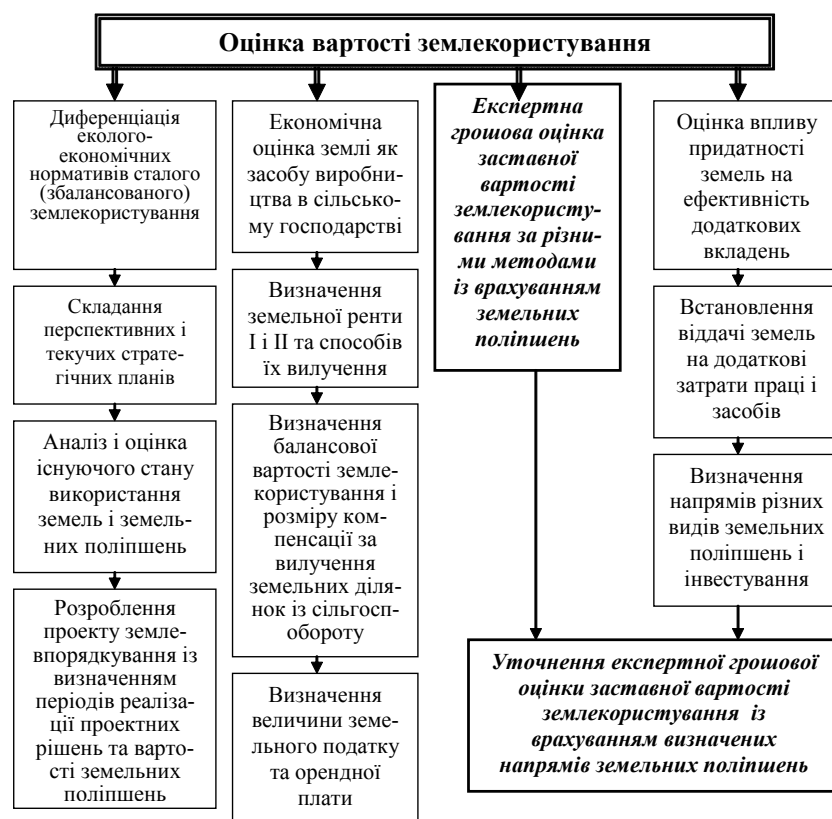 Оцінка вартості землекористування
Диференціація
еколого-
економічних
нормативів сталого
(збалансованого)
землекористування
Складання
перспективних і
текучих страте-
гічних планів
Аналіз і оцінка
існуючого стану
використання
земель і земель-
них поліпшень
Розроблення
проекту земле-
впорядкування із
визначенням
періодів реаліза-
ції проектних
рішень та варто-
сті земельних
поліпшень
Економічна
оцінка землі як
засобу виробни-
цтва в сільсько-
му господарстві
Визначення
земельної ренти
I і II та способів
їх вилучення
Визначення
балансової
вартості земле-
користування і
розміру ком-
пенсації за
вилучення
земельних діля-
нок із сільгосп-
обороту
Визначення
величини земе-
льного податку
та орендної
плати
Експертна
грошова оцінка
заставної
вартості
землекористу-
вання за різни-
ми методами
із врахуванням
земельних
поліпшень
Оцінка впливу
придатності
земель на
ефективність
додаткових
вкладень
Встановлення
віддачі земель
на додаткові
затрати праці і
засобів
Визначення
напрямів різних
видів земельних
поліпшень і
інвестування
Уточнення експертної грошової
оцінки заставної вартості
землекористування із
врахуванням визначених
напрямів земельних поліпшень